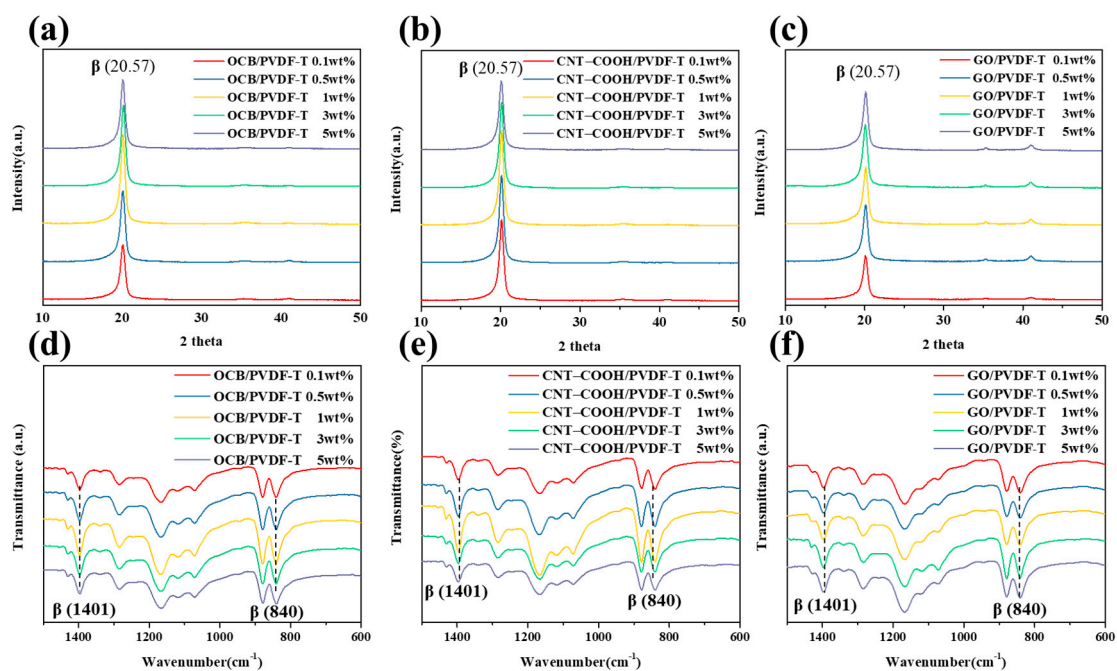 (a)
β (20.57)
OCB/PVDF-T 0.1wt%
OCB/PVDF-T 0.5wt%
OCB/PVDF-T 1wt%
OCB/PVDF-T 3wt%
OCB/PVDF-T 5wt%
Intensity(a.u.)
10 20 30 40 50
2 theta
(b)
β (20.57)
CNT–COOH/PVDF-T 0.1wt%
CNT–COOH/PVDF-T 0.5wt%
CNT–COOH/PVDF-T 1wt%
CNT–COOH/PVDF-T 3wt%
CNT–COOH/PVDF-T 5wt%
Intensity(a.u.)
10 20 30 40 50
2 theta
(c)
β (20.57)
GO/PVDF-T 0.1wt%
GO/PVDF-T 0.5wt%
GO/PVDF-T 1wt%
GO/PVDF-T 3wt%
GO/PVDF-T 5wt%
Intensity(a.u.)
10 20 30 40 50
2 theta
(d)
OCB/PVDF-T 0.1wt%
OCB/PVDF-T 0.5wt%
OCB/PVDF-T 1wt%
OCB/PVDF-T 3wt%
OCB/PVDF-T 5wt%
Transmittance (a.u.)
β (1401)
β (840)
1400 1200 1000 800 600
Wavenumber(cm⁻¹)
(e)
CNT–COOH/PVDF-T 0.1wt%
CNT–COOH/PVDF-T 0.5wt%
CNT–COOH/PVDF-T 1wt%
CNT–COOH/PVDF-T 3wt%
CNT–COOH/PVDF-T 5wt%
Transmittance(%)
β (1401)
β (840)
1400 1200 1000 800 600
Wavenumber(cm⁻¹)
(f)
GO/PVDF-T 0.1wt%
GO/PVDF-T 0.5wt%
GO/PVDF-T 1wt%
GO/PVDF-T 3wt%
GO/PVDF-T 5wt%
Transmittance (a.u.)
β (1401)
β (840)
1400 1200 1000 800 600
Wavenumber(cm⁻¹)